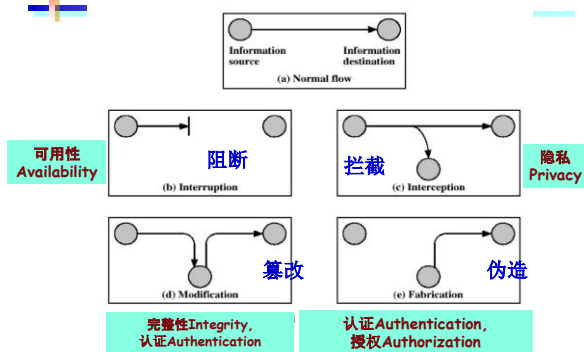 Information
source
Information
destination
(a) Normal flow
可用性
Availability
阻断
(b) Interruption
拦截
(c) Interception
隐私
Privacy
篡改
(d) Modification
伪造
(e) Fabrication
完整性Integrity,
认证Authentication
认证Authentication,
授权Authorization